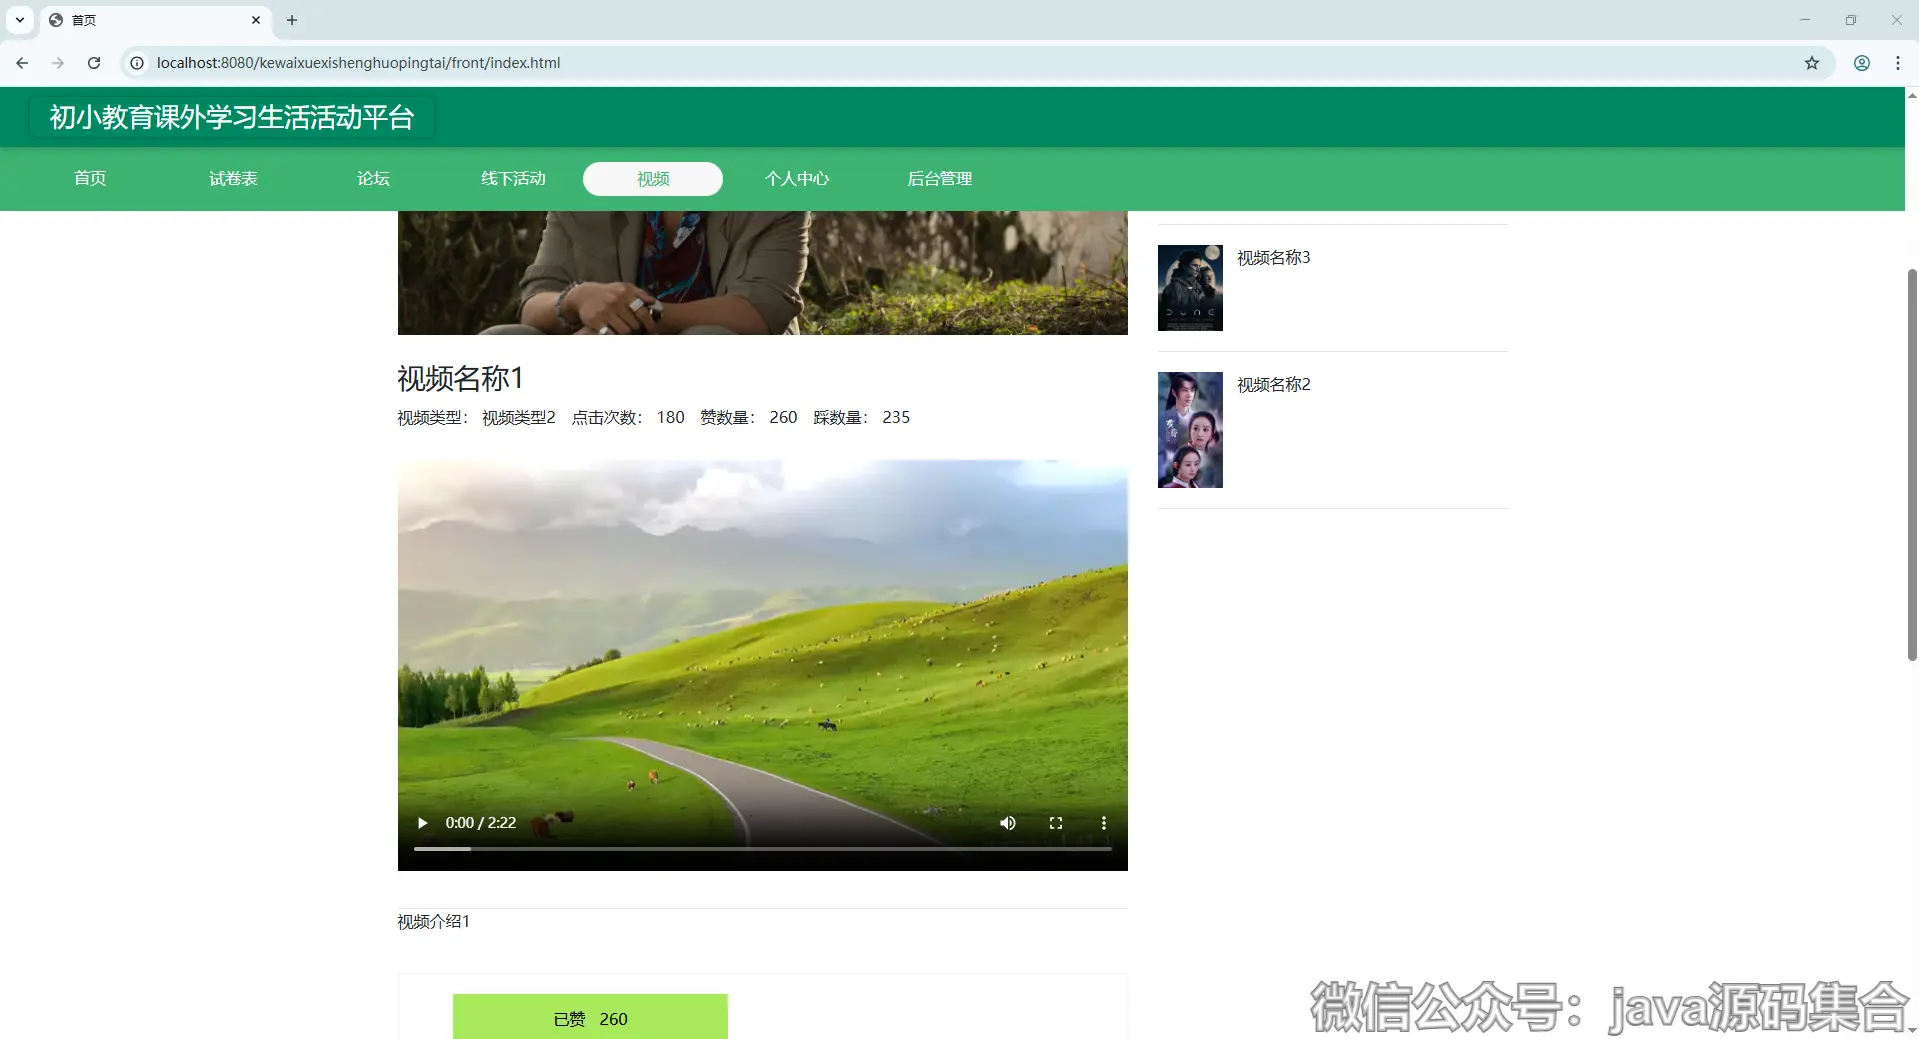 首页
localhost:8080/kewaixuexishenghuopingtai/front/index.html
初小教育课外学习生活活动平台
首页 试卷表 论坛 线下活动 视频 个人中心 后台管理
视频名称3
DUNE
视频名称2
视频名称1
视频类型： 视频类型2 点击次数： 180 赞数量： 260 踩数量： 235
0:00 / 2:22
视频介绍1
已赞 260
微信公众号：java源码集合